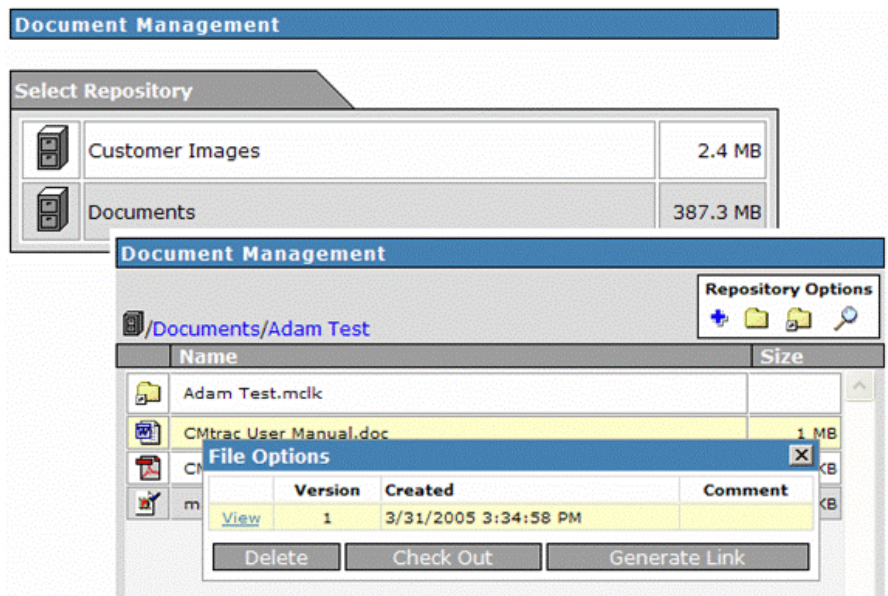 Document Management
Select Repository
Customer Images 2.4 MB
Documents 387.3 MB
Document Management
Repository Options
/Documents/Adam Test
Name Size
Adam Test.mclk
CMtrac User Manual.doc 1 MB
File Options
Version Created Comment
View 1 3/31/2005 3:34:58 PM
Delete Check Out Generate Link